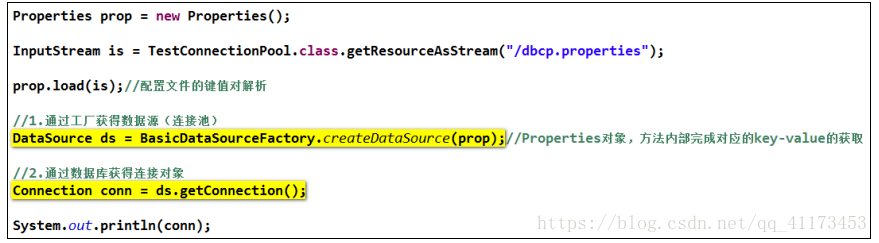 Properties prop = new Properties();
InputStream is = TestConnectionPool.class.getResourceAsStream("/dbcp.properties");
prop.load(is);//配置文件的键值对解析
//1.通过工厂获得数据源（连接池）
DataSource ds = BasicDataSourceFactory.createDataSource(prop);//Properties对象，方法内部完成对应的key-value的获取
//2.通过数据库获得连接对象
Connection conn = ds.getConnection();
System.out.println(conn);
https://blog.csdn.net/qq_41173453